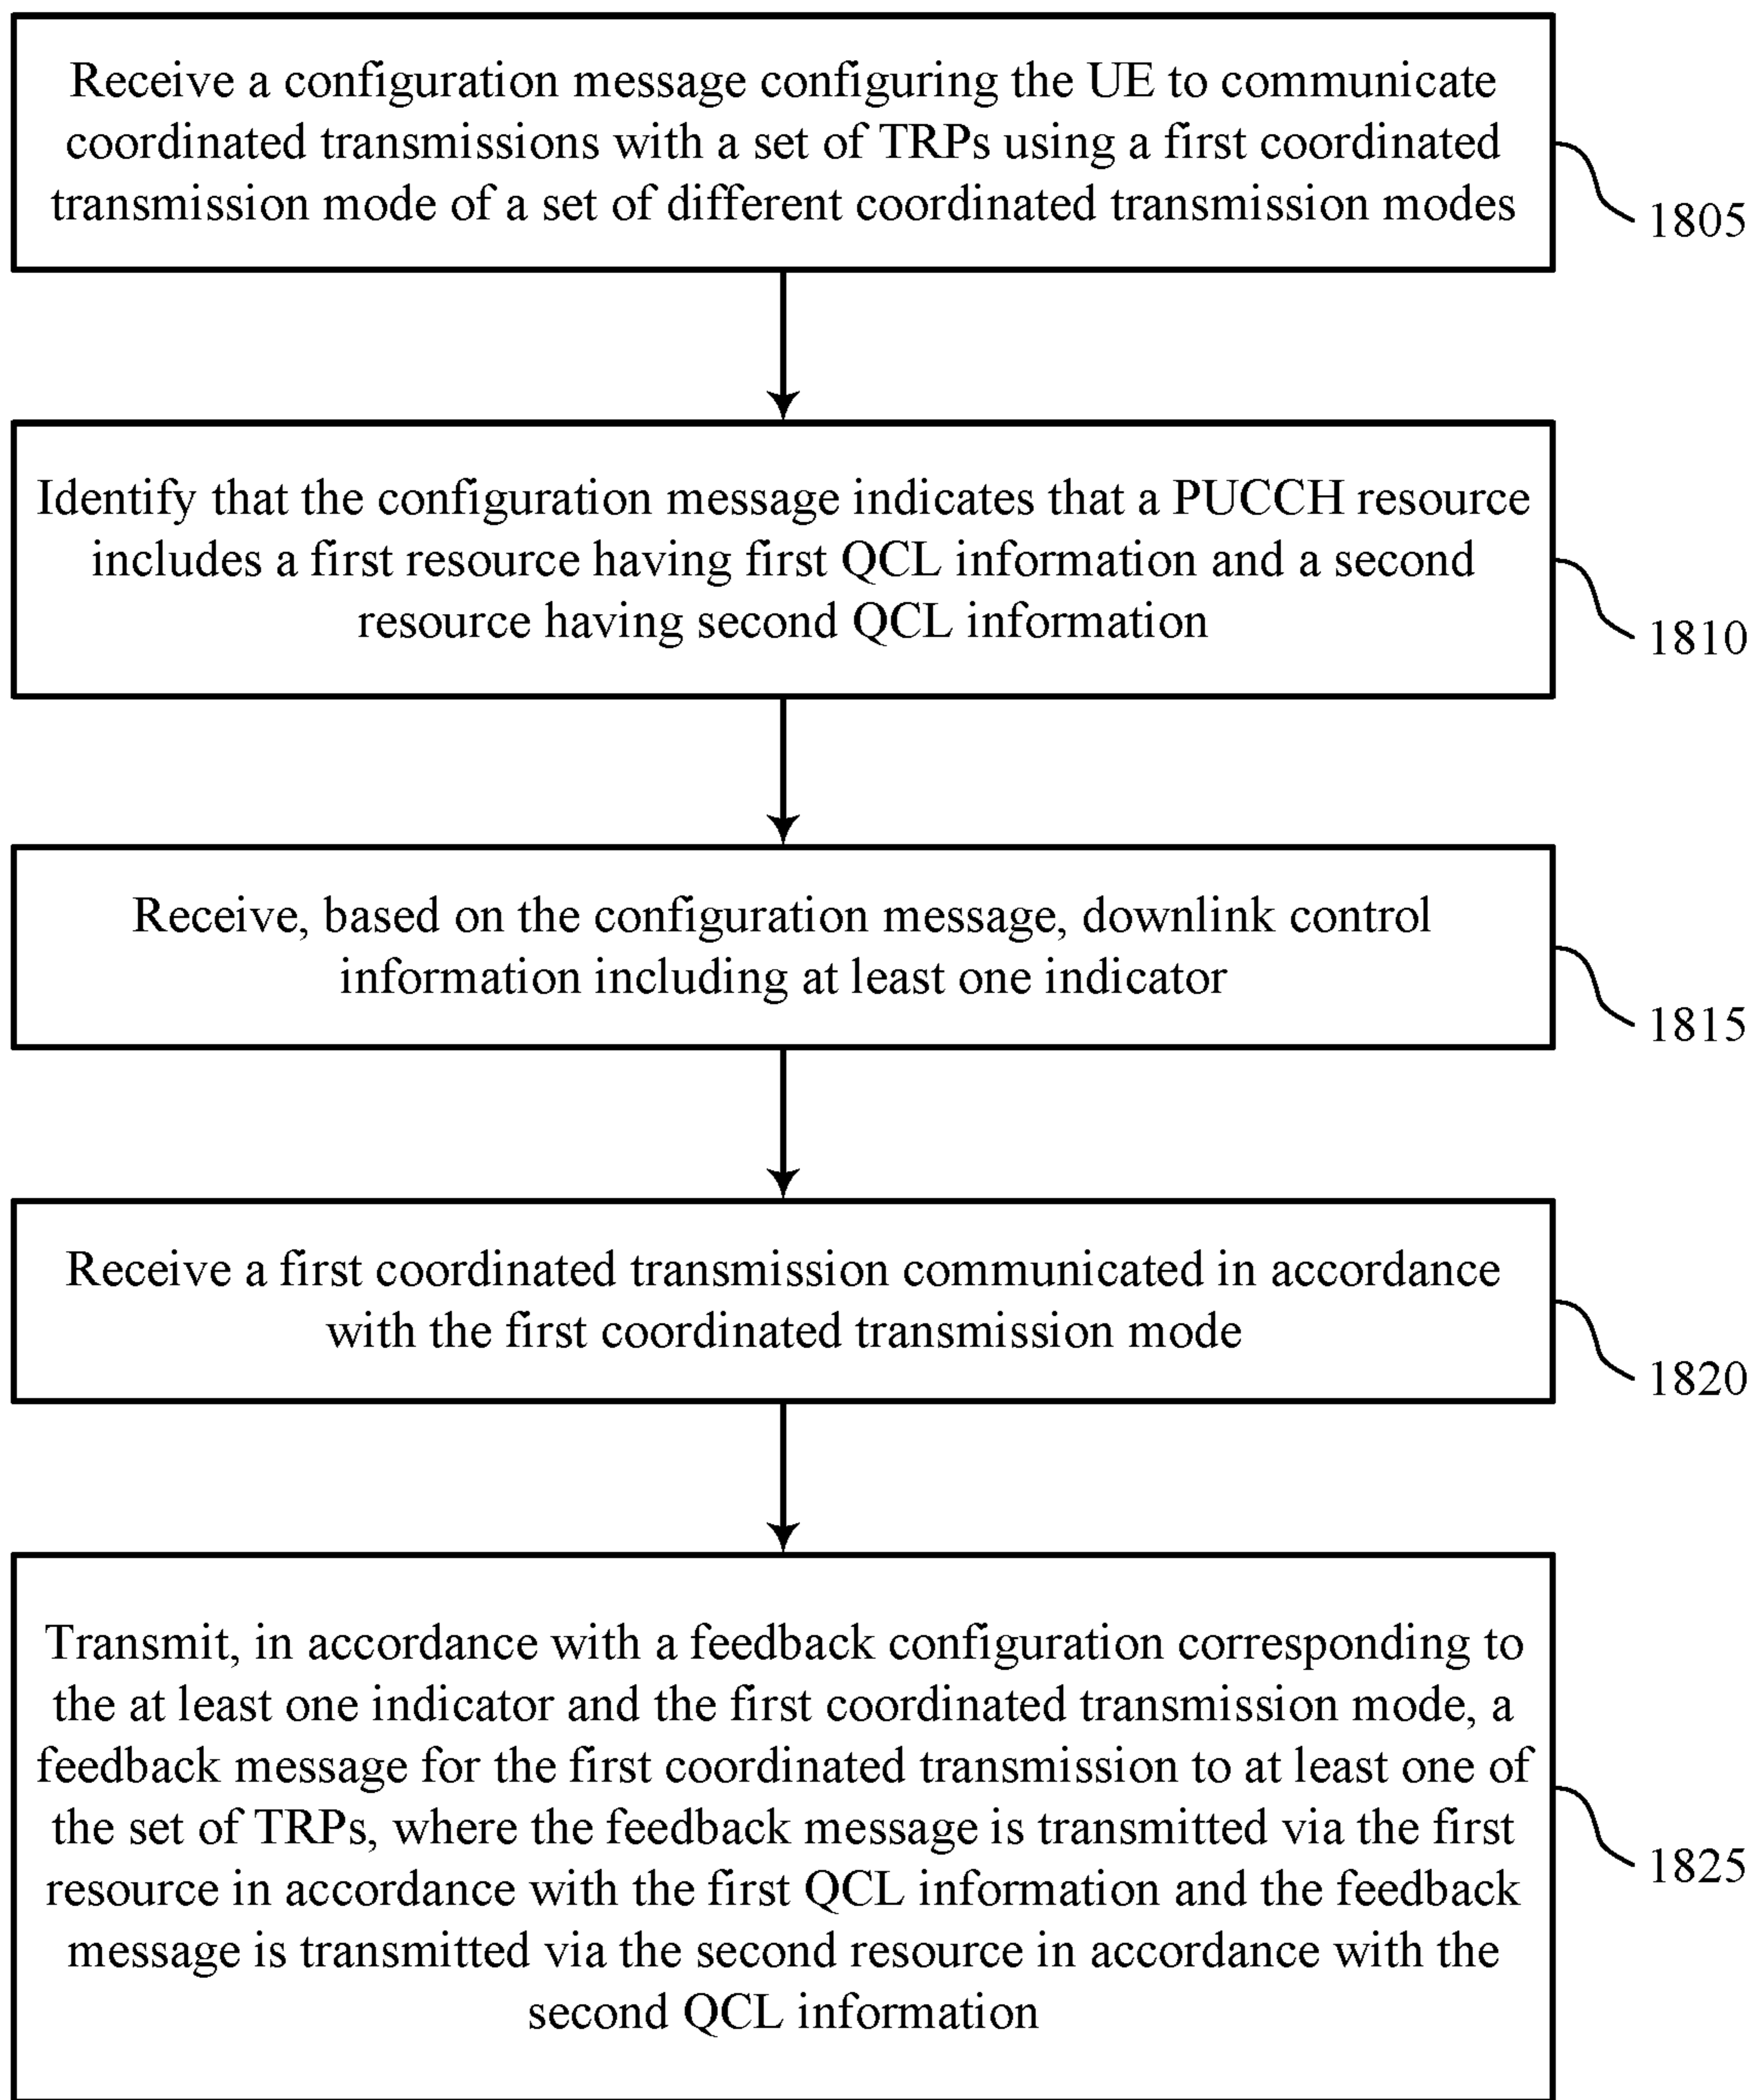 Receive a configuration message configuring the UE to communicate
coordinated transmissions with a set of TRPs using a first coordinated
transmission mode of a set of different coordinated transmission modes
1805
Identify that the configuration message indicates that a PUCCH resource
includes a first resource having first QCL information and a second
resource having second QCL information
1810
Receive, based on the configuration message, downlink control
information including at least one indicator
1815
Receive a first coordinated transmission communicated in accordance
with the first coordinated transmission mode
1820
Transmit, in accordance with a feedback configuration corresponding to
the at least one indicator and the first coordinated transmission mode, a
feedback message for the first coordinated transmission to at least one of
the set of TRPs, where the feedback message is transmitted via the first
resource in accordance with the first QCL information and the feedback
message is transmitted via the second resource in accordance with the
second QCL information
1825